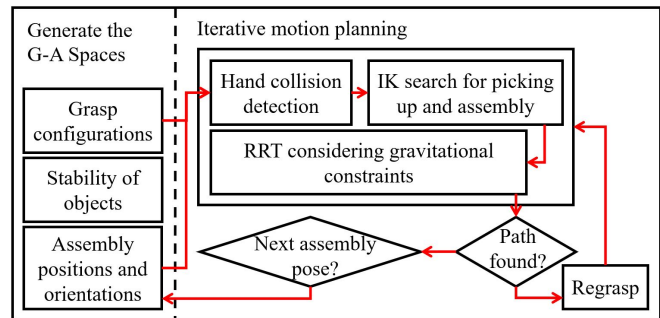 Generate the
G-A Spaces
Grasp
configurations
Stability of
objects
Assembly
positions and
orientations
Iterative motion planning
Hand collision
detection
IK search for picking
up and assembly
RRT considering gravitational
constraints
Next assembly
pose?
Path
found?
Regrasp